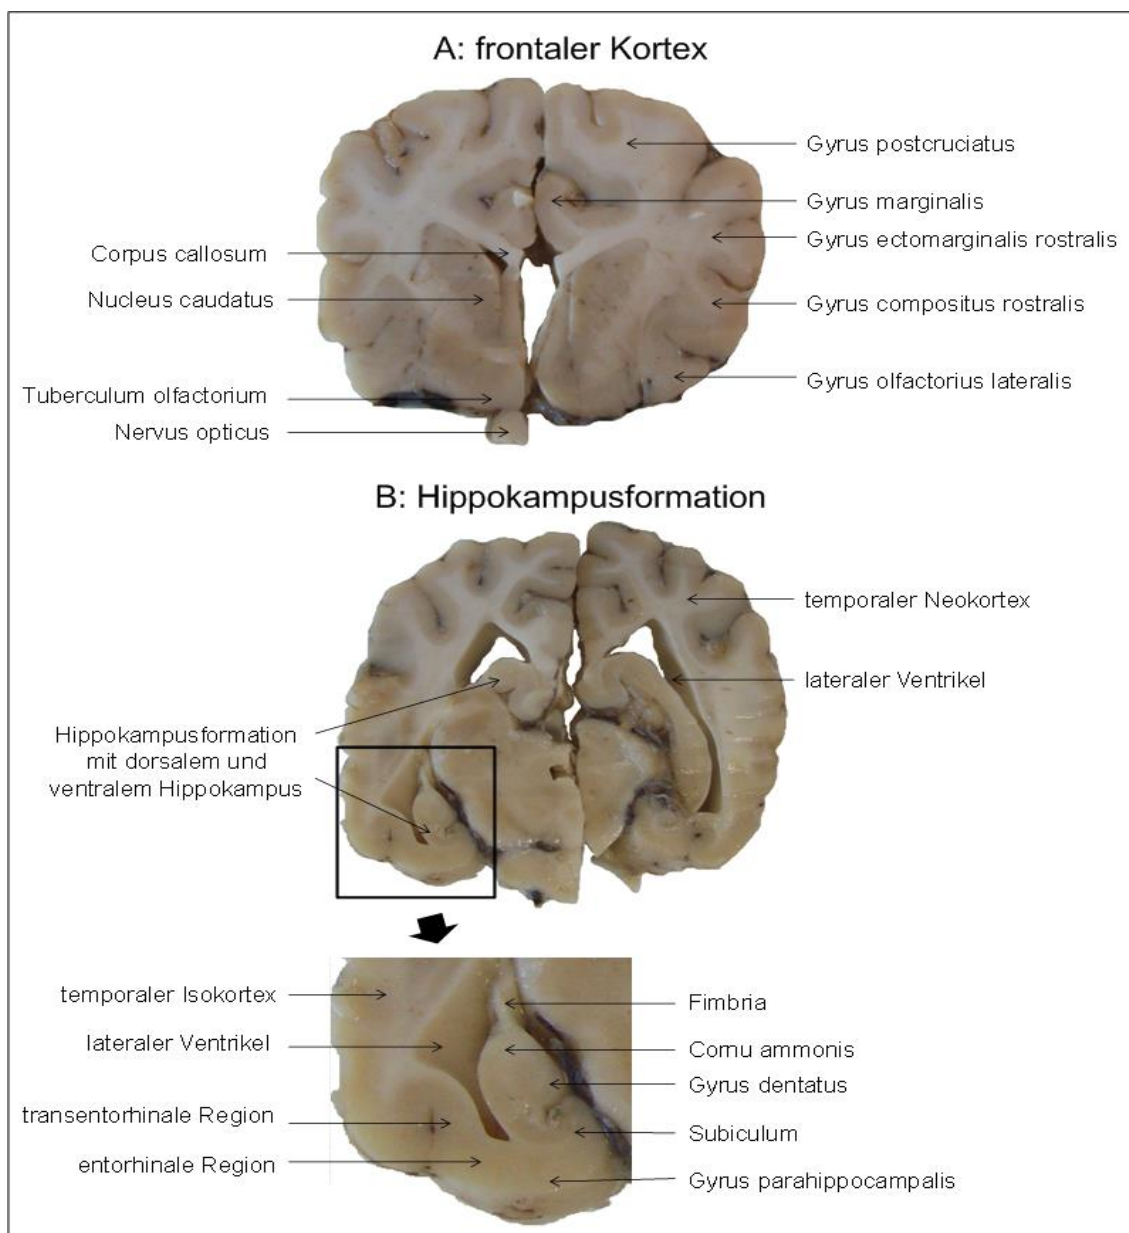 A: frontaler Kortex
Gyrus postcruciatus
Gyrus marginalis
Gyrus ectomarginalis rostralis
Corpus callosum
Nucleus caudatus
Gyrus compositus rostralis
Gyrus olfactorius lateralis
Tuberculum olfactorium
Nervus opticus
B: Hippokampusformation
temporaler Neokortex
lateraler Ventrikel
Hippokampusformation
mit dorsalem und
ventralem Hippokampus
temporaler Isokortex
lateraler Ventrikel
transentorhinale Region
entorhinale Region
Fimbria
Cornu ammonis
Gyrus dentatus
Subiculum
Gyrus parahippocampalis